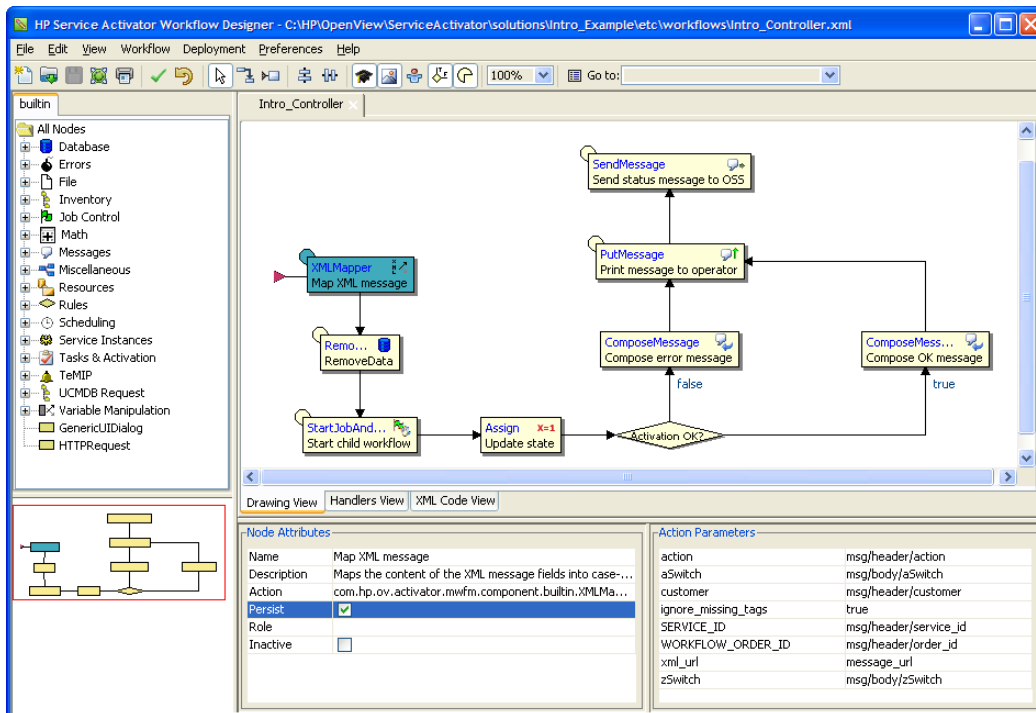 HP Service Activator Workflow Designer - C:\HP\OpenView\ServiceActivator\solutions\Intro_Example\etc\workflows\Intro_Controller.xml
File Edit View Workflow Deployment Preferences Help
100% Go to:
builtin
All Nodes
Database
Errors
File
Inventory
Job Control
Math
Messages
Miscellaneous
Resources
Rules
Scheduling
Service Instances
Tasks & Activation
TeMIP
UCMDB Request
Variable Manipulation
GenericUIDialog
HTTPRequest
Intro_Controller
SendMessage
Send status message to OSS
PutMessage
Print message to operator
XMLMapper
Map XML message
Remo...
RemoveData
ComposeMessage
Compose error message
ComposeMess...
Compose OK message
false
true
StartJobAnd...
Start child workflow
Assign X=1
Update state
Activation OK?
Drawing View Handlers View XML Code View
Node Attributes
Name Map XML message
Description Maps the content of the XML message fields into case-...
Action com.hp.ov.activator.mwfm.component.builtin.XMLMa...
Persist
Role
Inactive
Action Parameters
action msg/header/action
aSwitch msg/body/aSwitch
customer msg/header/customer
ignore_missing_tags true
SERVICE_ID msg/header/service_id
WORKFLOW_ORDER_ID msg/header/order_id
xml_url message_url
zSwitch msg/body/zSwitch